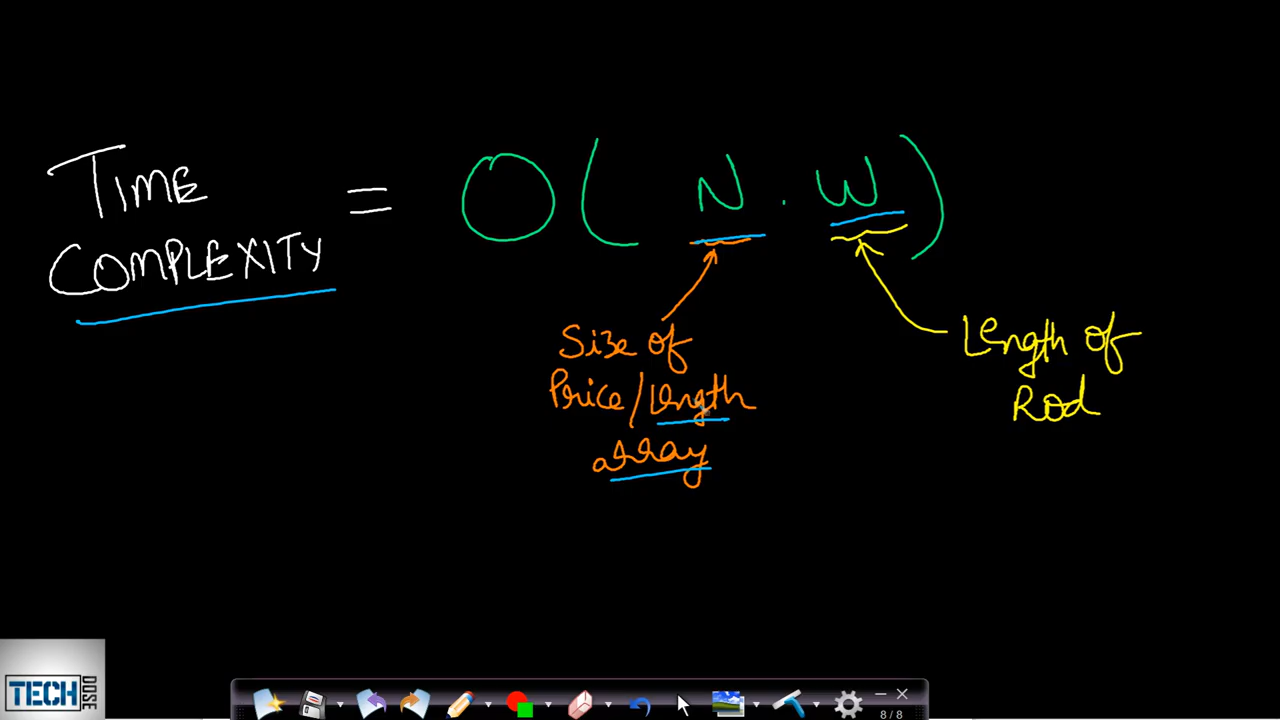 TIME
COMPLEXITY
= O( N . W )
Size of
Price/Length
array
Length of
Rod
TECH
DOSE
8/8